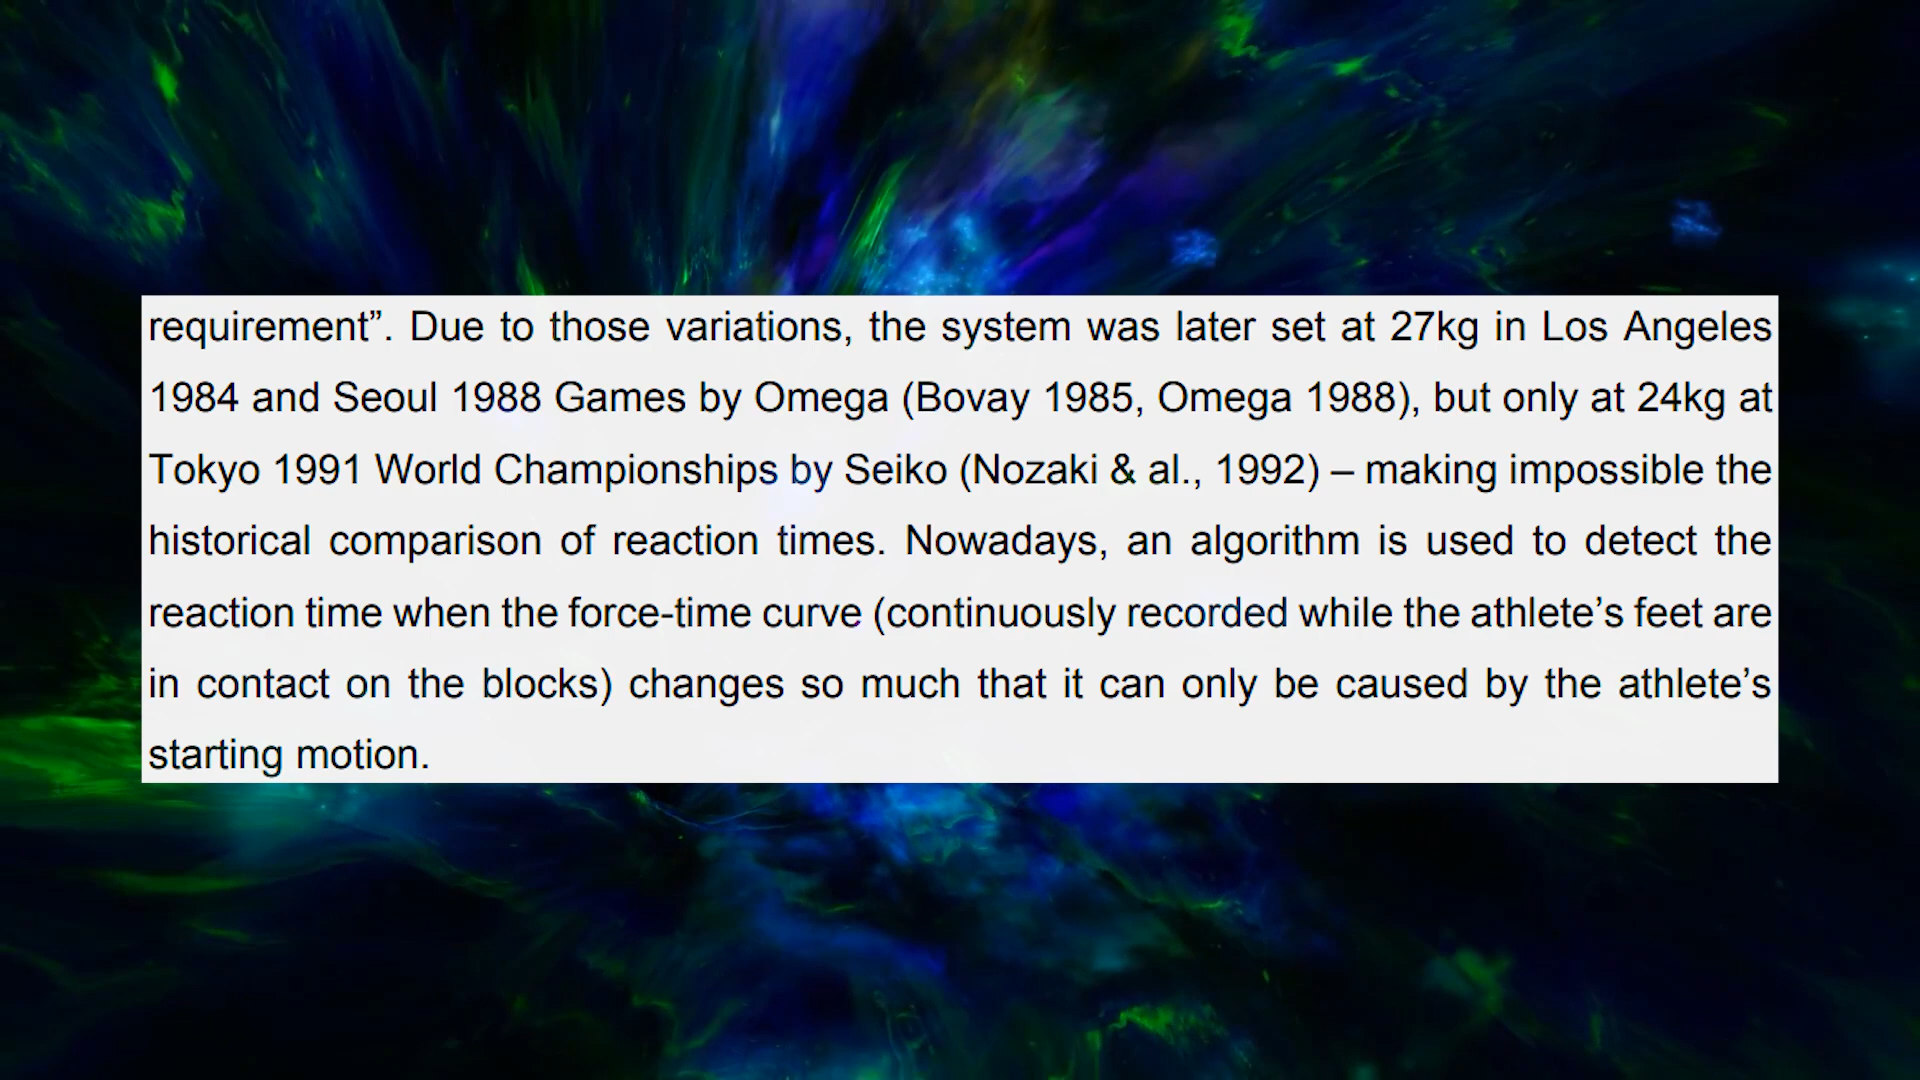 requirement”. Due to those variations, the system was later set at 27kg in Los Angeles
1984 and Seoul 1988 Games by Omega (Bovay 1985, Omega 1988), but only at 24kg at
Tokyo 1991 World Championships by Seiko (Nozaki & al., 1992) – making impossible the
historical comparison of reaction times. Nowadays, an algorithm is used to detect the
reaction time when the force-time curve (continuously recorded while the athlete’s feet are
in contact on the blocks) changes so much that it can only be caused by the athlete’s
starting motion.